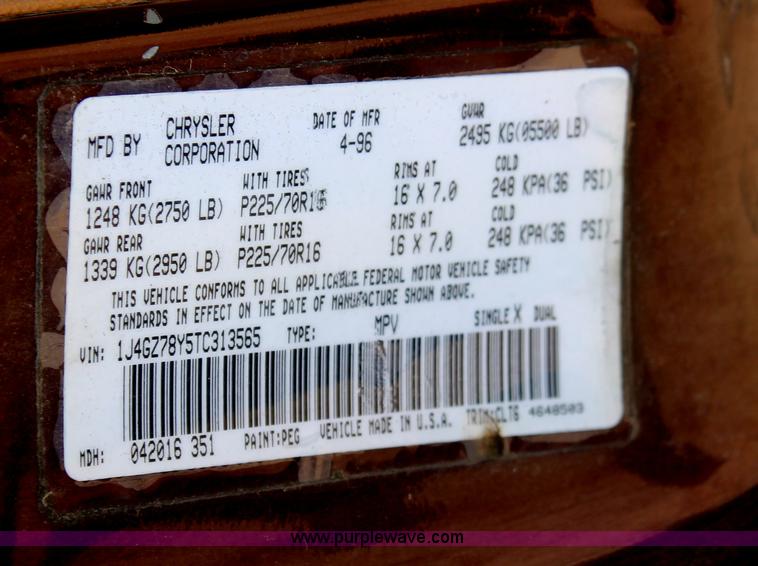 MFD BY CHRYSLER CORPORATION DATE OF MFR 4-96 GVWR 2495 KG(05500 LB)
GAWR FRONT WITH TIRES RIMS AT COLD
1248 KG(2750 LB) P225/70R16 16 X 7.0 248 KPA(36 PSI)
GAWR REAR WITH TIRES RIMS AT COLD
1339 KG(2950 LB) P225/70R16 16 X 7.0 248 KPA(36 PSI)
THIS VEHICLE CONFORMS TO ALL APPLICABLE FEDERAL MOTOR VEHICLE SAFETY
STANDARDS IN EFFECT ON THE DATE OF MANUFACTURE SHOWN ABOVE.
VIN: 1J4GZ78Y5TC313565 TYPE: MPV SINGLE X DUAL
MDH: 042016 351 PAINT:PEG VEHICLE MADE IN U.S.A. TRIM:CLT6 4648503
www.purplewave.com